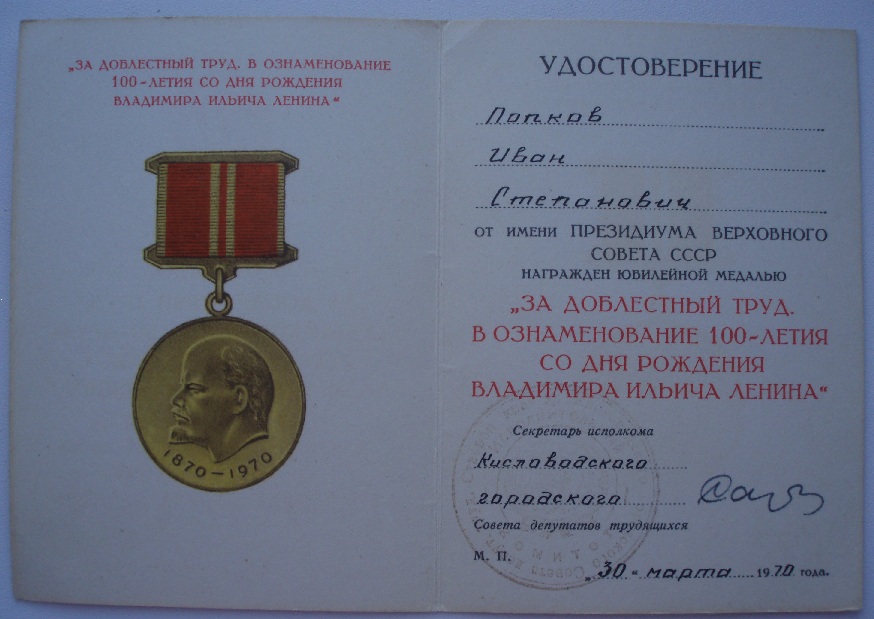 „ЗА ДОБЛЕСТНЫЙ ТРУД. В ОЗНАМЕНОВАНИЕ
100-ЛЕТИЯ СО ДНЯ РОЖДЕНИЯ
ВЛАДИМИРА ИЛЬИЧА ЛЕНИНА“
1870-1970
УДОСТОВЕРЕНИЕ
Попков
Иван
Степанович
ОТ ИМЕНИ ПРЕЗИДИУМА ВЕРХОВНОГО
СОВЕТА СССР
НАГРАЖДЕН ЮБИЛЕЙНОЙ МЕДАЛЬЮ
„ЗА ДОБЛЕСТНЫЙ ТРУД.
В ОЗНАМЕНОВАНИЕ 100-ЛЕТИЯ
СО ДНЯ РОЖДЕНИЯ
ВЛАДИМИРА ИЛЬИЧА ЛЕНИНА“
Секретарь исполкома
Кисловодского
городского
Совета депутатов трудящихся
М. П.
„30“ марта 1970 года.